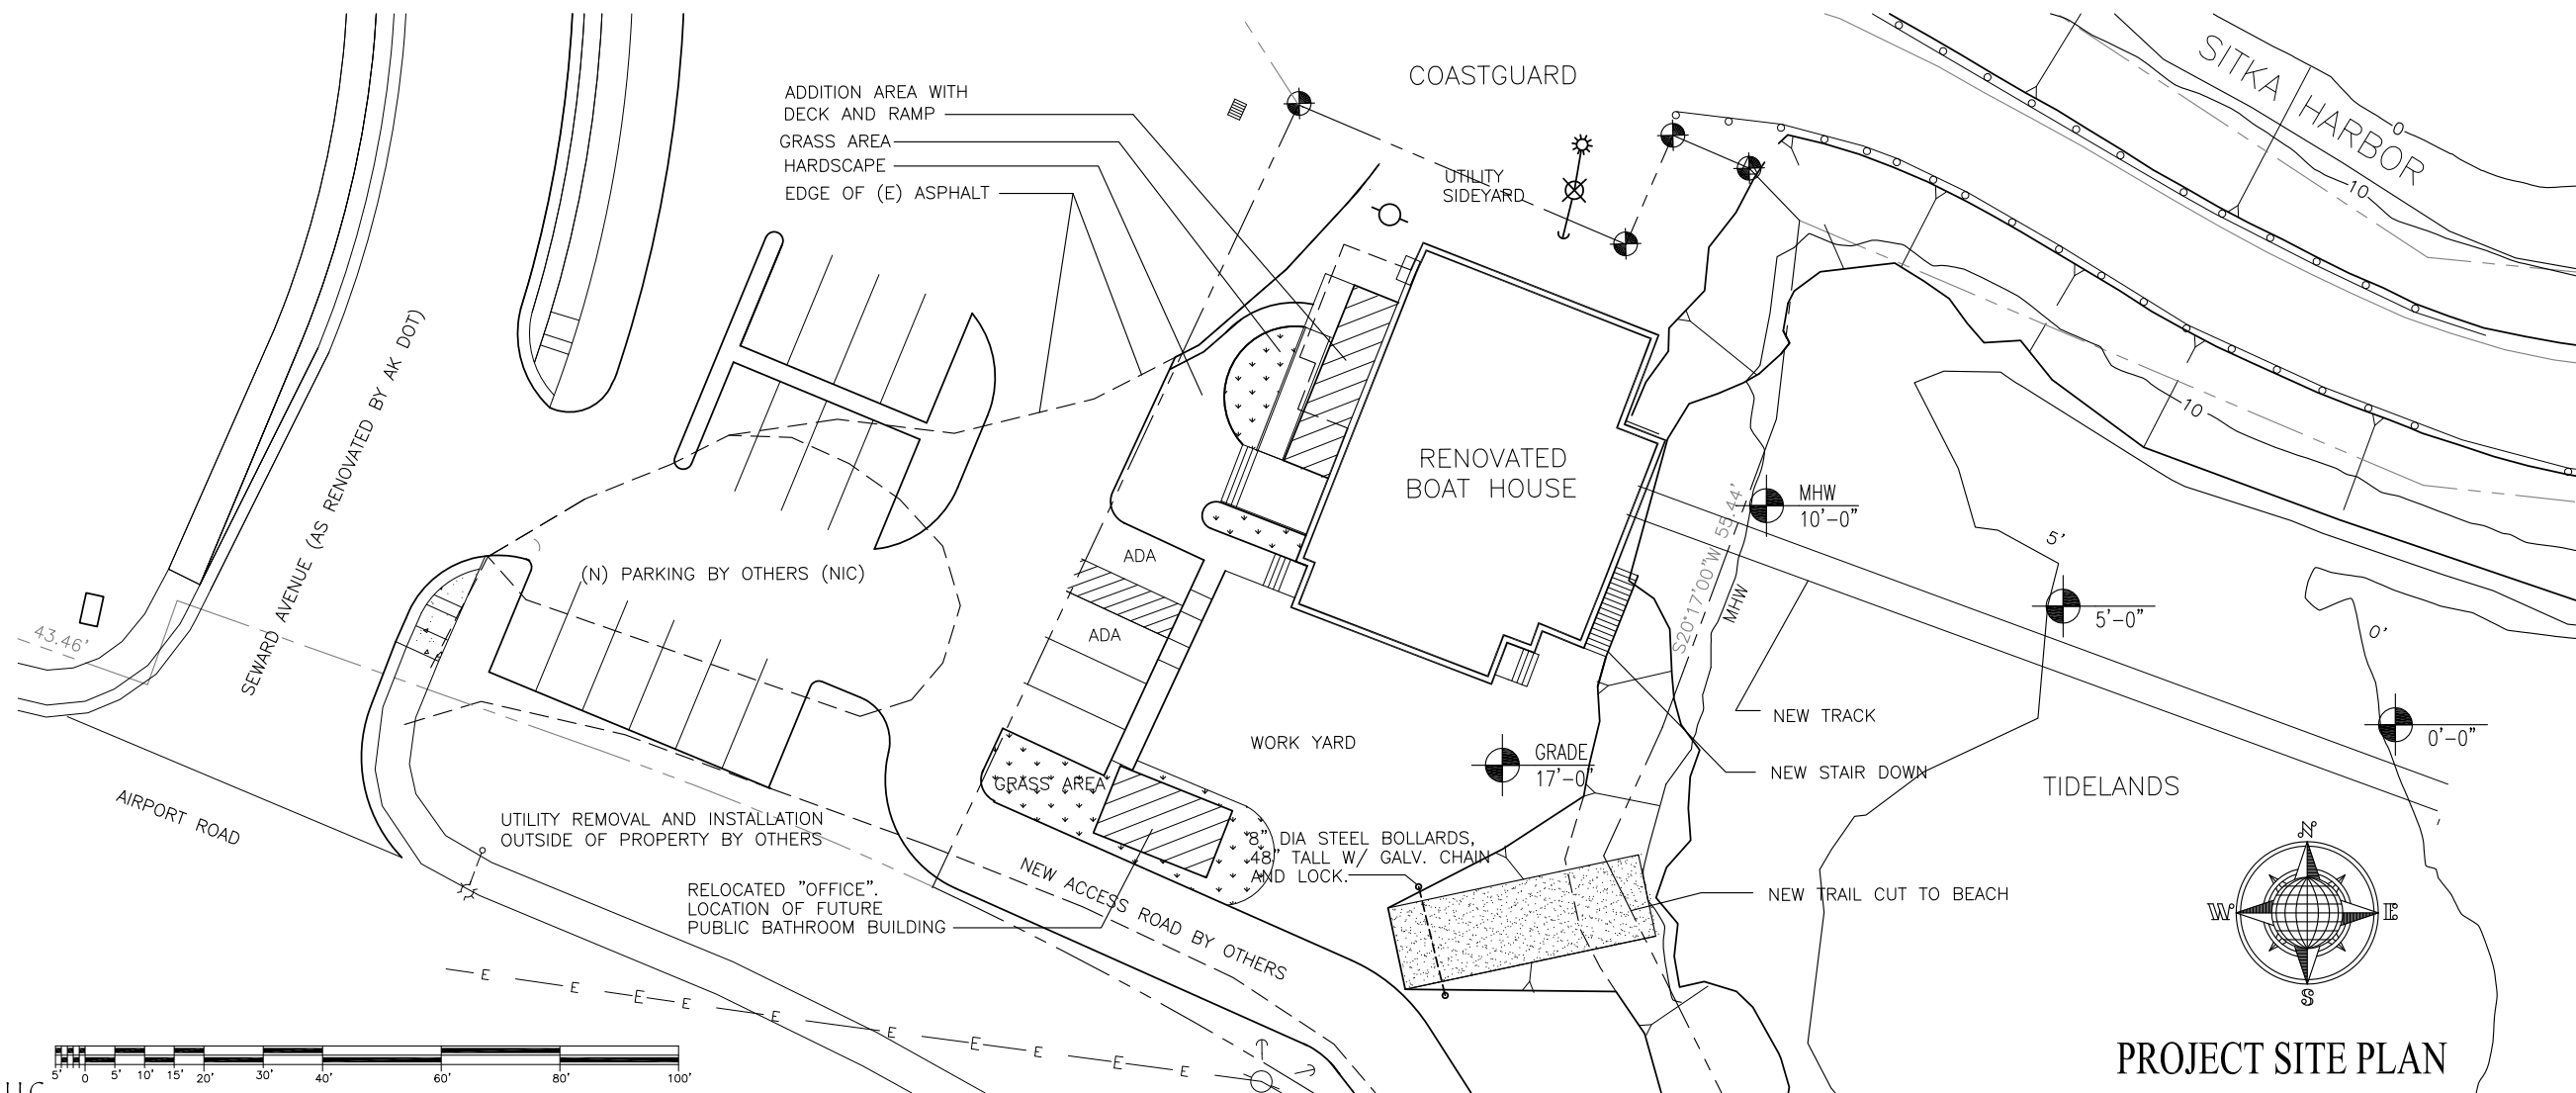 COASTGUARD
SITKA HARBOR
0
10
10
ADDITION AREA WITH
DECK AND RAMP
GRASS AREA
HARDSCAPE
EDGE OF (E) ASPHALT
UTILITY
SIDEYARD
SEWARD AVENUE (AS RENOVATED BY AK DOT)
RENOVATED
BOAT HOUSE
MHW
10'-0"
S20°17'00"W 55.44'
MHW
5'
5'-0"
0'
0'-0"
ADA
ADA
(N) PARKING BY OTHERS (NIC)
43.46'
NEW TRACK
WORK YARD
GRADE
17'-0"
NEW STAIR DOWN
TIDELANDS
GRASS AREA
AIRPORT ROAD
UTILITY REMOVAL AND INSTALLATION
OUTSIDE OF PROPERTY BY OTHERS
8" DIA STEEL BOLLARDS,
48" TALL W/ GALV. CHAIN
AND LOCK.
NEW ACCESS ROAD BY OTHERS
RELOCATED "OFFICE".
LOCATION OF FUTURE
PUBLIC BATHROOM BUILDING
NEW TRAIL CUT TO BEACH
N
W
E
S
E
E
E
E
E
E
E
E
E
E
5'
0
5'
10'
15'
20'
30'
40'
60'
80'
100'
PROJECT SITE PLAN